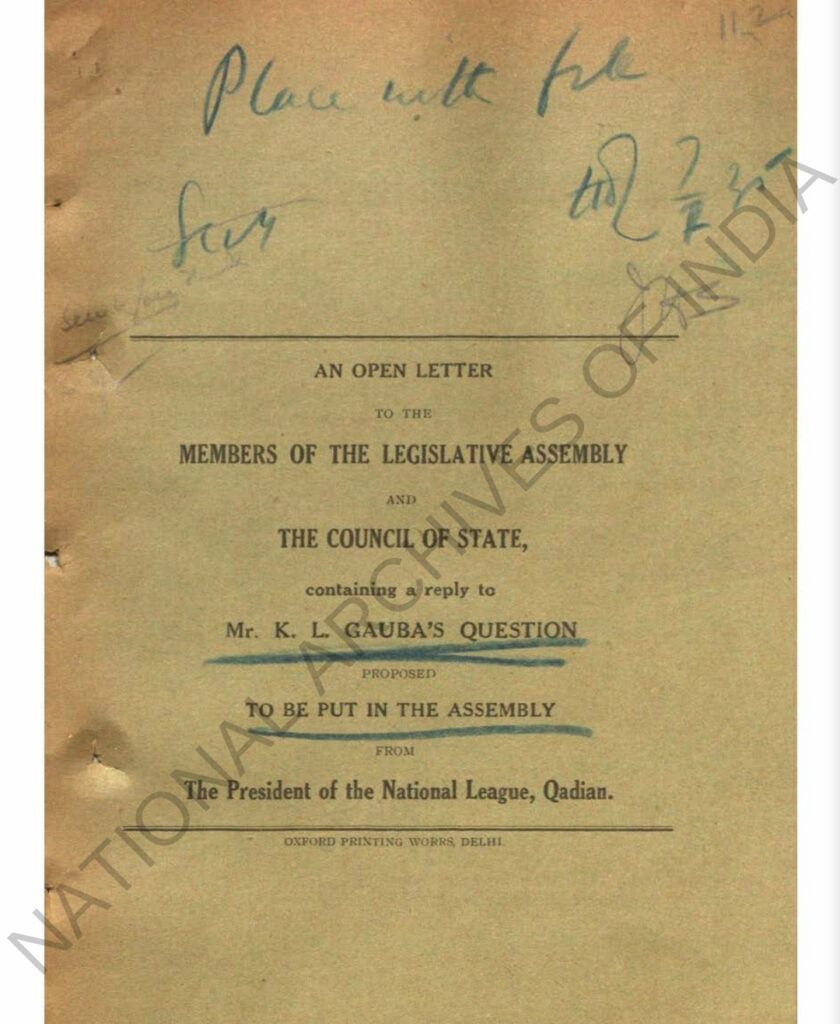 Place with file
AN OPEN LETTER
TO THE
MEMBERS OF THE LEGISLATIVE ASSEMBLY
AND
THE COUNCIL OF STATE,
containing a reply to
Mr. K. L. GAUBA'S QUESTION
PROPOSED
TO BE PUT IN THE ASSEMBLY
FROM
The President of the National League, Qadian.
OXFORD PRINTING WORKS, DELHI.
NATIONAL ARCHIVES OF INDIA